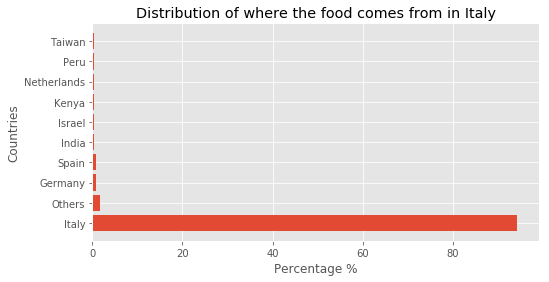 Distribution of where the food comes from in Italy
Taiwan
Peru
Netherlands
Kenya
Israel
India
Spain
Germany
Others
Italy
Countries
0 20 40 60 80
Percentage %